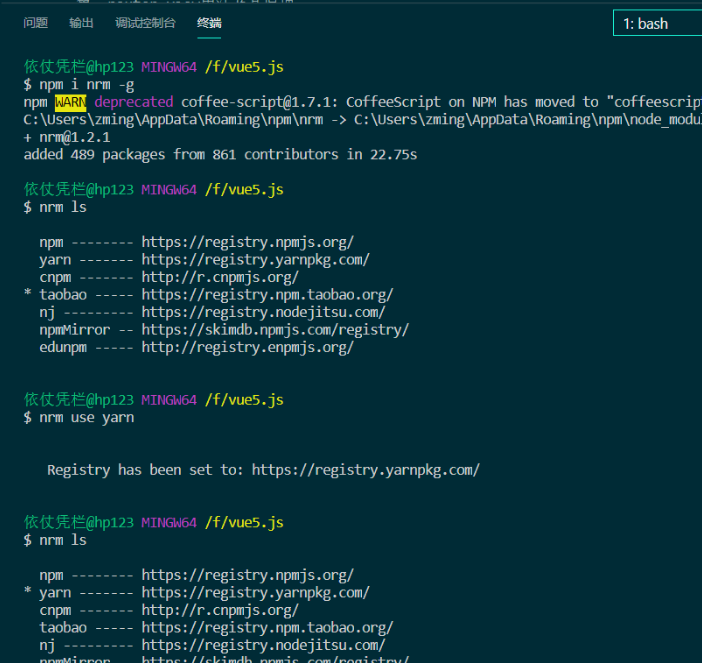 问题 输出 调试控制台 终端 1: bash
依仗凭栏@hp123 MINGW64 /f/vue5.js
$ npm i nrm -g
npm WARN deprecated coffee-script@1.7.1: CoffeeScript on NPM has moved to "coffeescript
C:\Users\zming\AppData\Roaming\npm\nrm -> C:\Users\zming\AppData\Roaming\npm\node_modu
+ nrm@1.2.1
added 489 packages from 861 contributors in 22.75s
依仗凭栏@hp123 MINGW64 /f/vue5.js
$ nrm ls
npm -------- https://registry.npmjs.org/
yarn ------- https://registry.yarnpkg.com/
cnpm ------- http://r.cnpmjs.org/
* taobao ----- https://registry.npm.taobao.org/
nj --------- https://registry.nodejitsu.com/
npmMirror -- https://skimdb.npmjs.com/registry/
edunpm ----- http://registry.enpmjs.org/
依仗凭栏@hp123 MINGW64 /f/vue5.js
$ nrm use yarn
Registry has been set to: https://registry.yarnpkg.com/
依仗凭栏@hp123 MINGW64 /f/vue5.js
$ nrm ls
npm -------- https://registry.npmjs.org/
* yarn ------- https://registry.yarnpkg.com/
cnpm ------- http://r.cnpmjs.org/
taobao ----- https://registry.npm.taobao.org/
nj --------- https://registry.nodejitsu.com/
npmMirror -- https://skimdb.npmjs.com/registry/